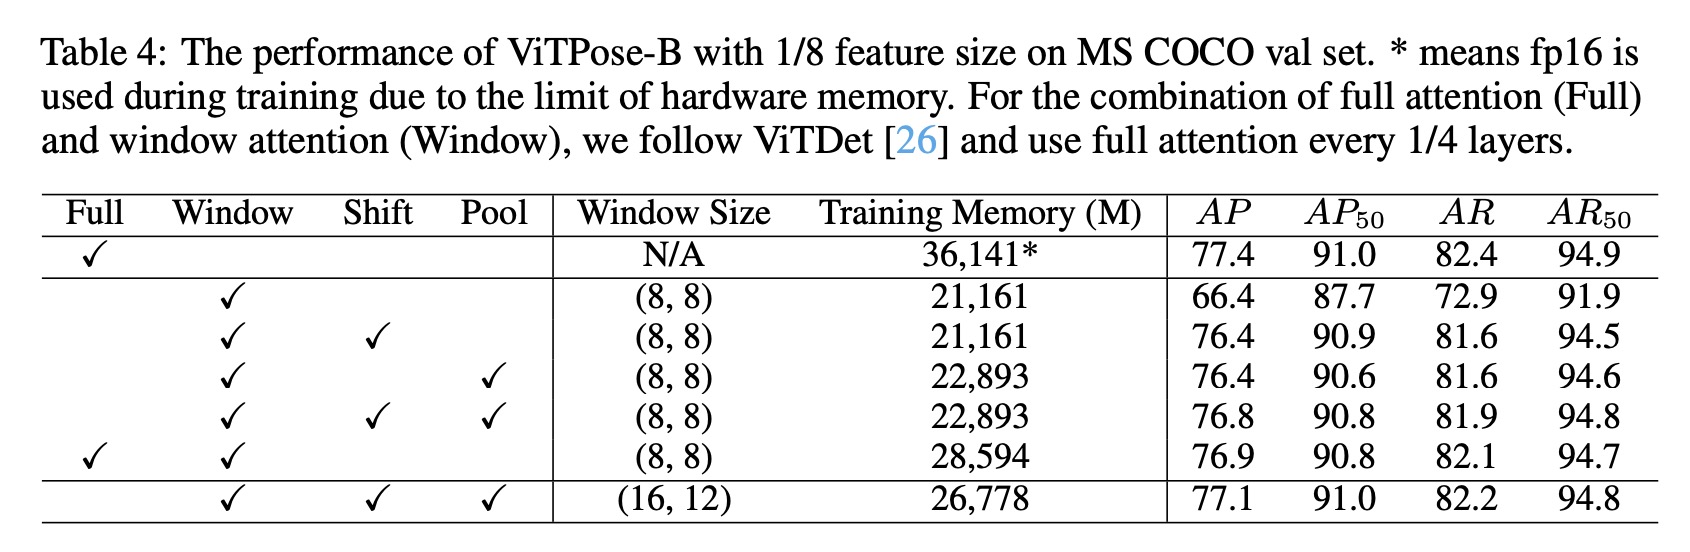 Table 4: The performance of ViTPose-B with 1/8 feature size on MS COCO val set. * means fp16 is
used during training due to the limit of hardware memory. For the combination of full attention (Full)
and window attention (Window), we follow ViTDet [26] and use full attention every 1/4 layers.
Full Window Shift Pool Window Size Training Memory (M) AP AP50 AR AR50
✓ N/A 36,141* 77.4 91.0 82.4 94.9
✓ (8, 8) 21,161 66.4 87.7 72.9 91.9
✓ ✓ (8, 8) 21,161 76.4 90.9 81.6 94.5
✓ ✓ (8, 8) 22,893 76.4 90.6 81.6 94.6
✓ ✓ ✓ (8, 8) 22,893 76.8 90.8 81.9 94.8
✓ ✓ (8, 8) 28,594 76.9 90.8 82.1 94.7
✓ ✓ ✓ (16, 12) 26,778 77.1 91.0 82.2 94.8